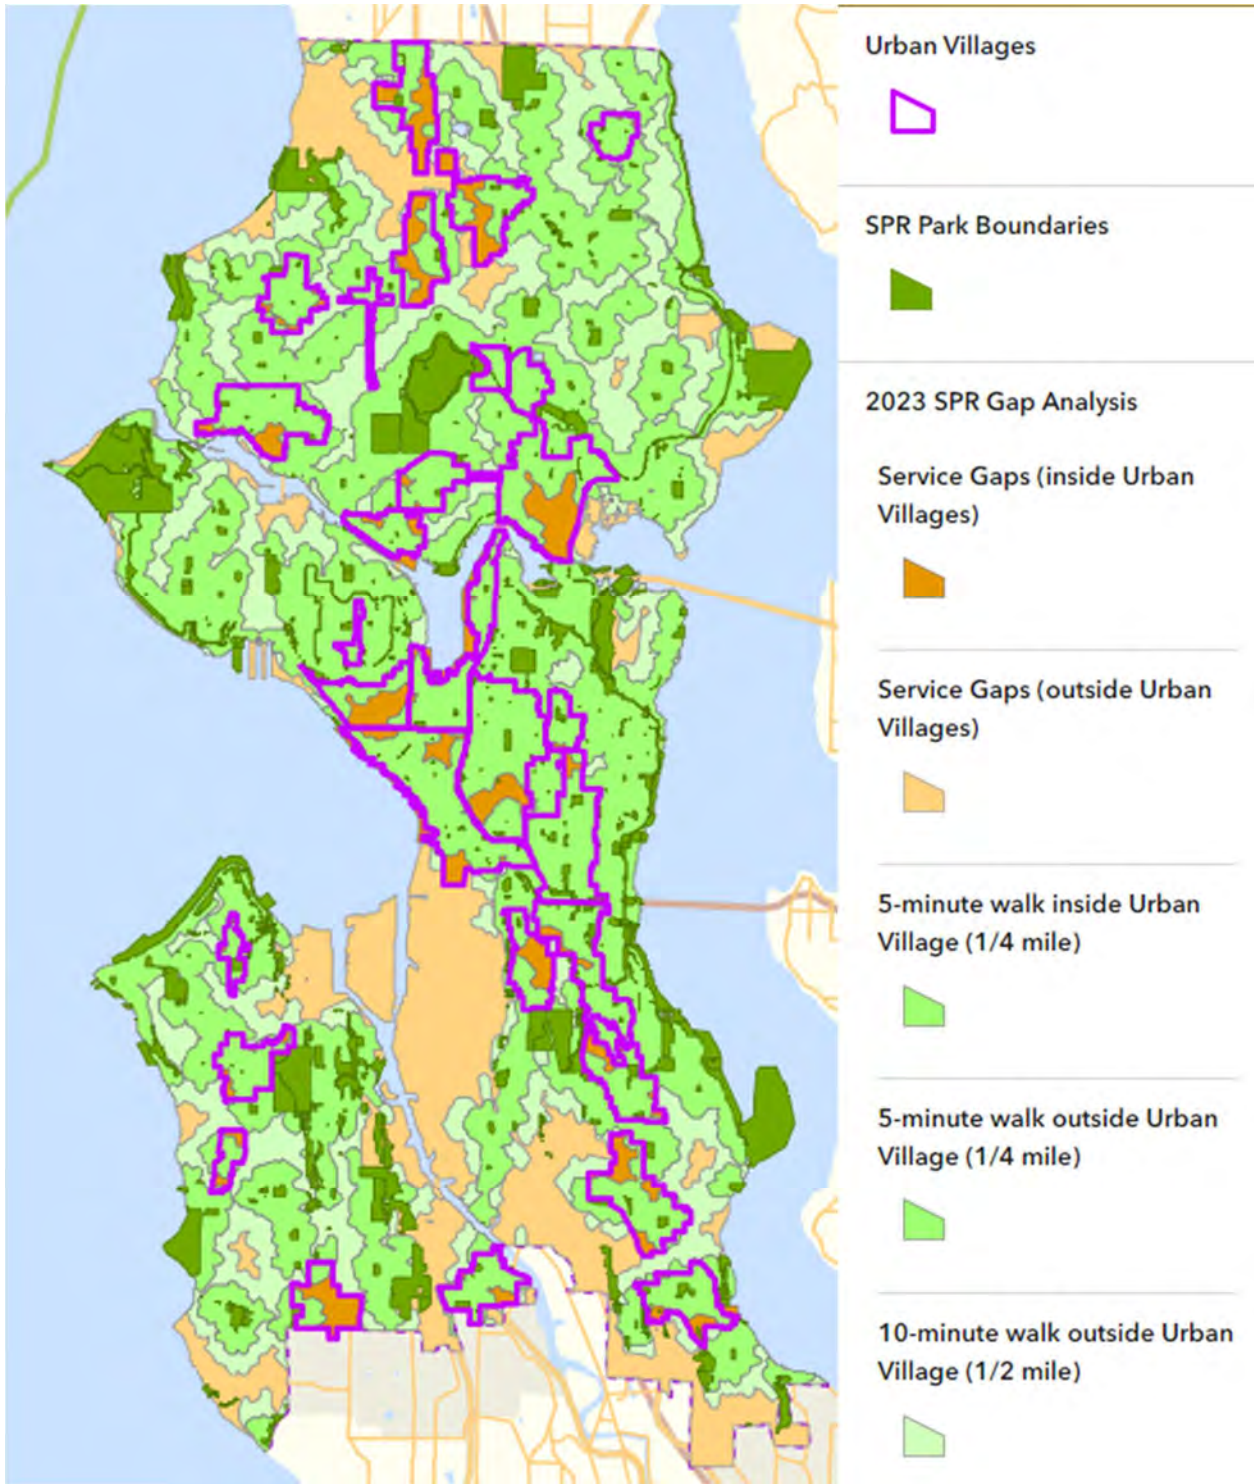 Urban Villages
SPR Park Boundaries
2023 SPR Gap Analysis
Service Gaps (inside Urban
Villages)
Service Gaps (outside Urban
Villages)
5-minute walk inside Urban
Village (1/4 mile)
5-minute walk outside Urban
Village (1/4 mile)
10-minute walk outside Urban
Village (1/2 mile)